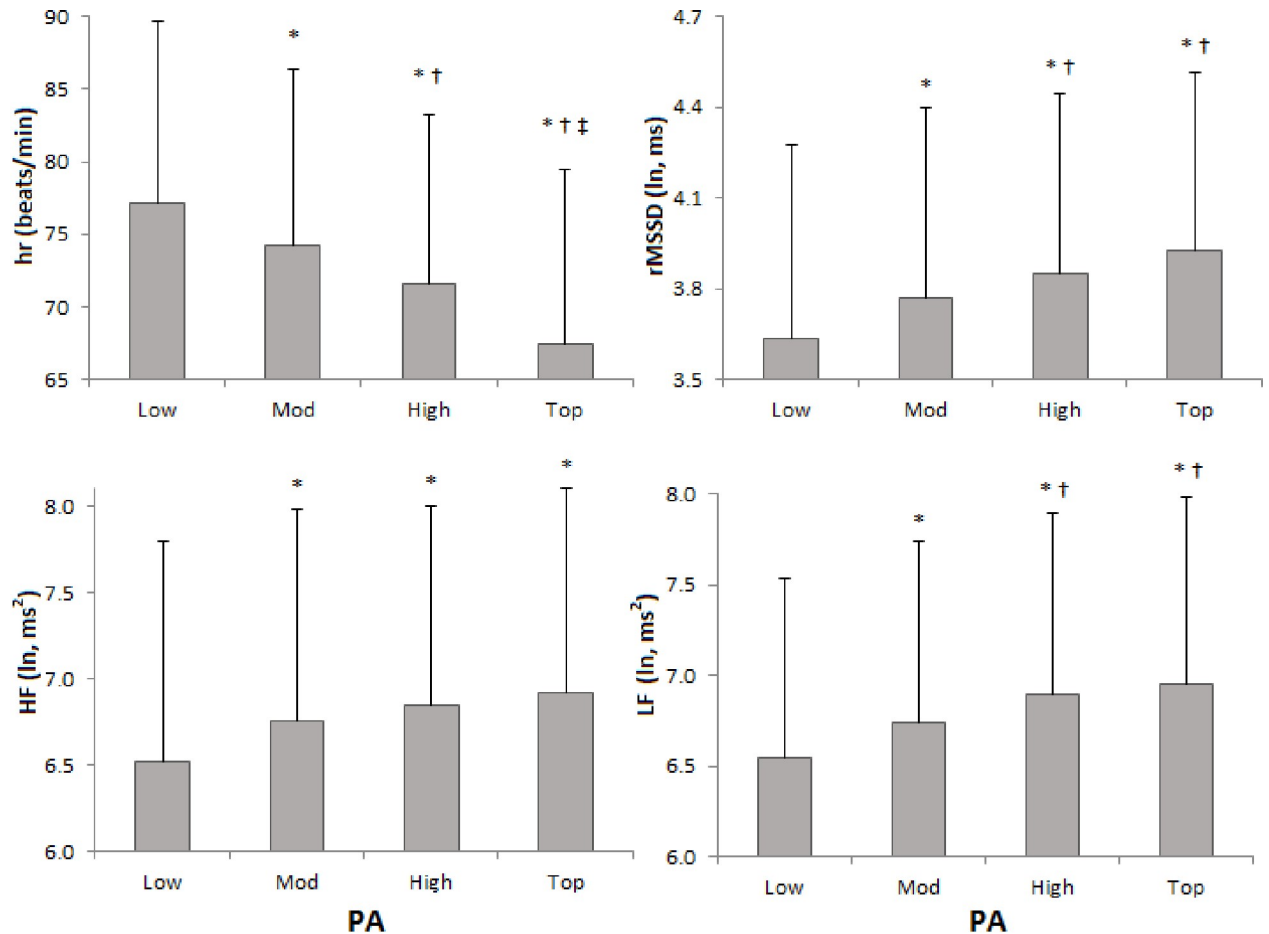 90
85
80
75
70
65
hr (beats/min)
*
* †
* † ‡
Low Mod High Top
4.7
4.4
4.1
3.8
3.5
rMSSD (ln, ms)
*
* †
* †
Low Mod High Top
8.0
7.5
7.0
6.5
6.0
HF (ln, ms²)
*
*
*
Low Mod High Top
PA
8.0
7.5
7.0
6.5
6.0
LF (ln, ms²)
*
* †
* †
Low Mod High Top
PA